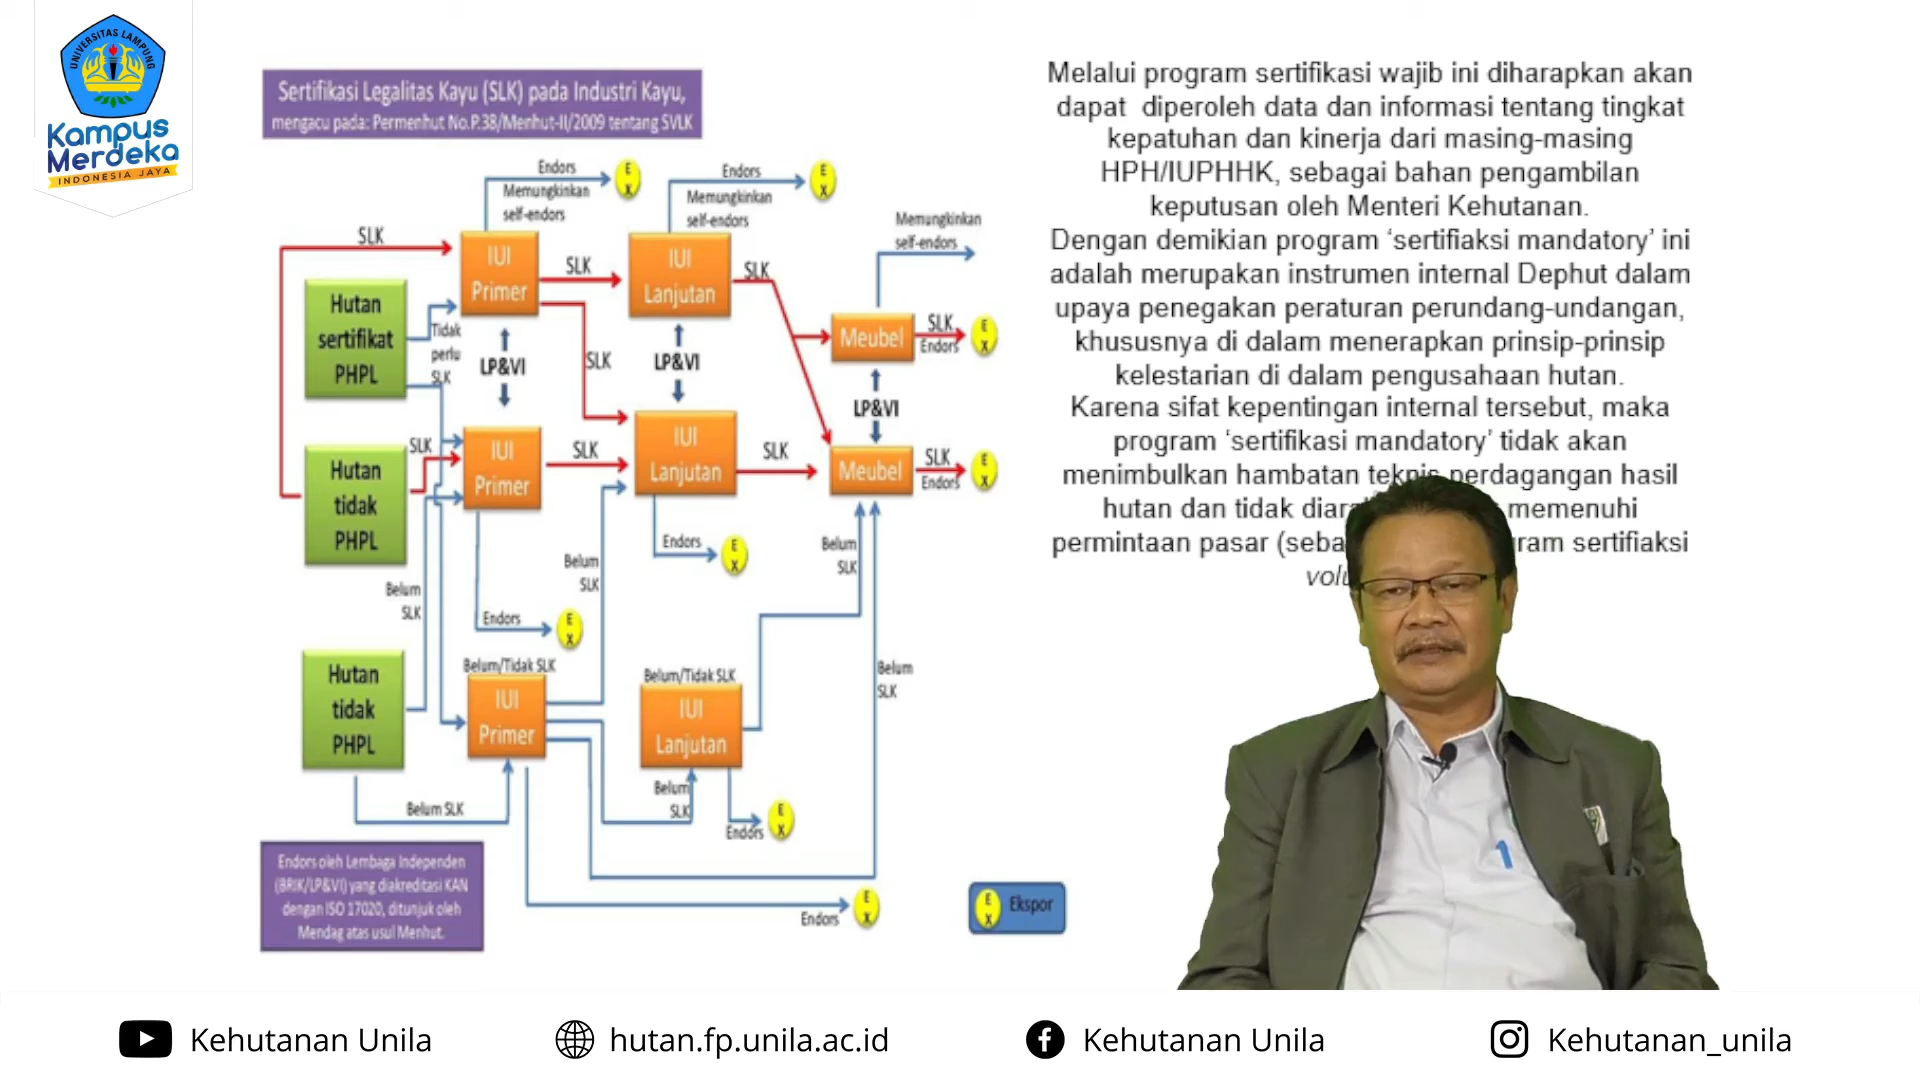 UNIVERSITAS LAMPUNG
Kampus
Merdeka
INDONESIA JAYA
Sertifikasi Legalitas Kayu (SLK) pada Industri Kayu,
mengacu pada: Permenhut No.P.38/Menhut-II/2009 tentang SVLK
Endors
Memungkinkan
self-endors
E
X
Endors
Memungkinkan
self-endors
E
X
Memungkinkan
self-endors
SLK
IUI
Primer
SLK
IUI
Lanjutan
SLK
Hutan
sertifikat
PHPL
Tidak
perlu
SLK
LP&VI
SLK
LP&VI
Meubel
SLK
Endors
E
X
LP&VI
Hutan
tidak
PHPL
SLK
IUI
Primer
SLK
IUI
Lanjutan
SLK
Meubel
SLK
Endors
E
X
Belum
SLK
Endors
E
X
Belum
SLK
Endors
E
X
Belum
SLK
Hutan
tidak
PHPL
Belum/Tidak SLK
IUI
Primer
Belum/Tidak SLK
IUI
Lanjutan
Belum
SLK
Belum SLK
Belum
SLK
Endors
E
X
Endors oleh Lembaga Independen
(BRIK/LP&VI) yang diakreditasi KAN
dengan ISO 17020, ditunjuk oleh
Mendag atas usul Menhut.
Endors
E
X
E
X
Ekspor
Melalui program sertifikasi wajib ini diharapkan akan
dapat diperoleh data dan informasi tentang tingkat
kepatuhan dan kinerja dari masing-masing
HPH/IUPHHK, sebagai bahan pengambilan
keputusan oleh Menteri Kehutanan.
Dengan demikian program ‘sertifiaksi mandatory’ ini
adalah merupakan instrumen internal Dephut dalam
upaya penegakan peraturan perundang-undangan,
khususnya di dalam menerapkan prinsip-prinsip
kelestarian di dalam pengusahaan hutan.
Karena sifat kepentingan internal tersebut, maka
program ‘sertifikasi mandatory’ tidak akan
menimbulkan hambatan teknis perdagangan hasil
hutan dan tidak memenuhi
permintaan pasar sertifiaksi
Kehutanan Unila
hutan.fp.unila.ac.id
Kehutanan Unila
Kehutanan_unila